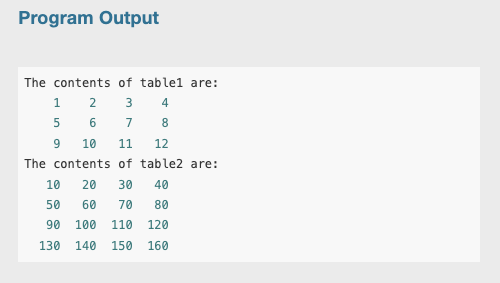 Program Output
The contents of table1 are:
1 2 3 4
5 6 7 8
9 10 11 12
The contents of table2 are:
10 20 30 40
50 60 70 80
90 100 110 120
130 140 150 160